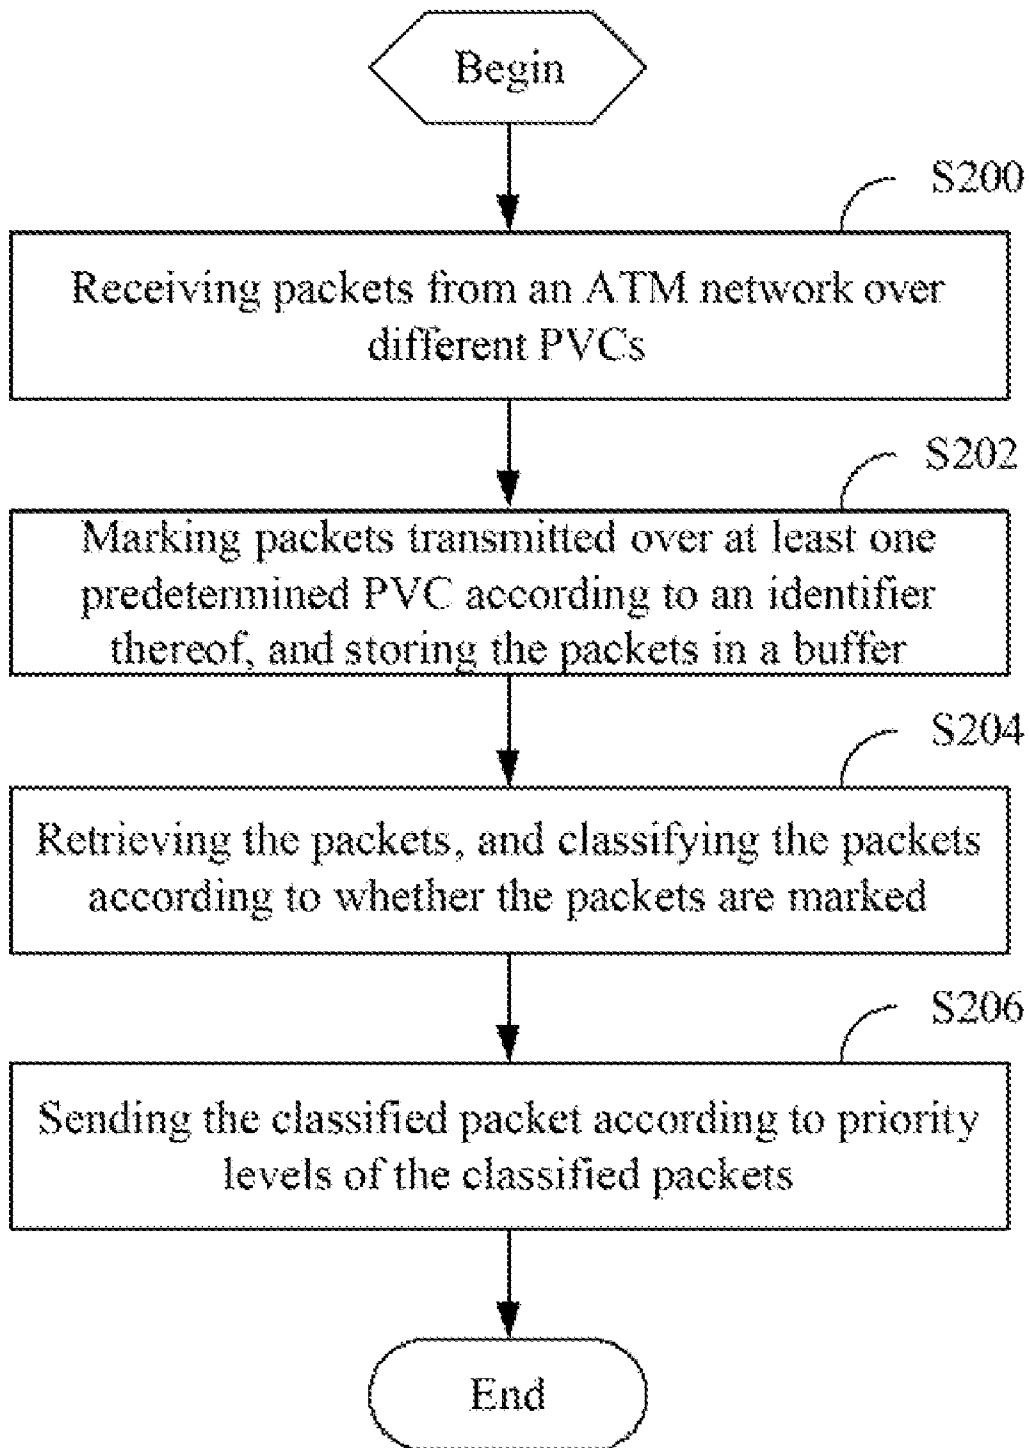 Begin
S200
Receiving packets from an ATM network over
different PVCs
S202
Marking packets transmitted over at least one
predetermined PVC according to an identifier
thereof, and storing the packets in a buffer
S204
Retrieving the packets, and classifying the packets
according to whether the packets are marked
S206
Sending the classified packet according to priority
levels of the classified packets
End